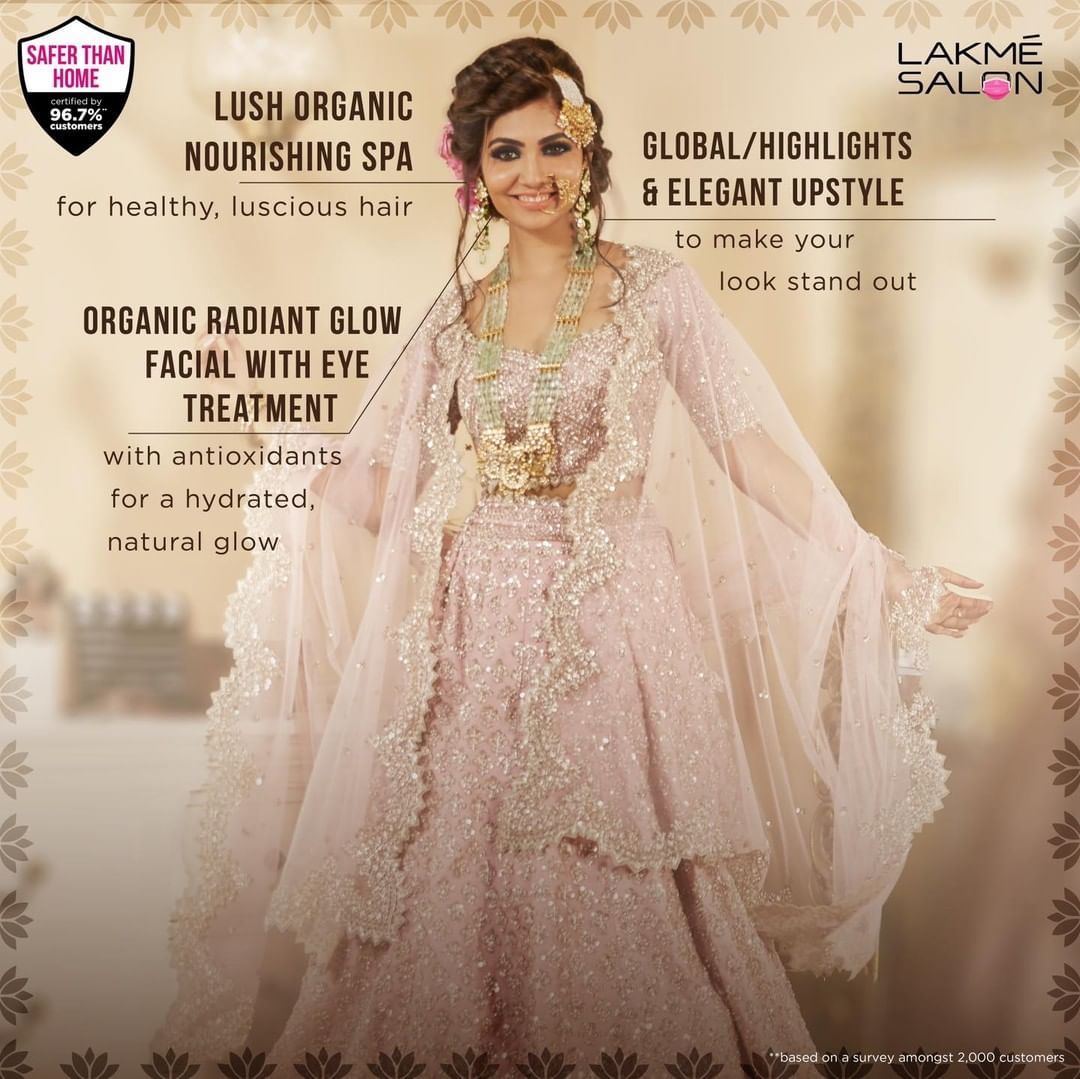 SAFER THAN
HOME
certified by
96.7%**
customers
LAKMÉ
SALON
LUSH ORGANIC
NOURISHING SPA
for healthy, luscious hair
GLOBAL/HIGHLIGHTS
& ELEGANT UPSTYLE
to make your
look stand out
ORGANIC RADIANT GLOW
FACIAL WITH EYE
TREATMENT
with antioxidants
for a hydrated,
natural glow
**based on a survey amongst 2,000 customers